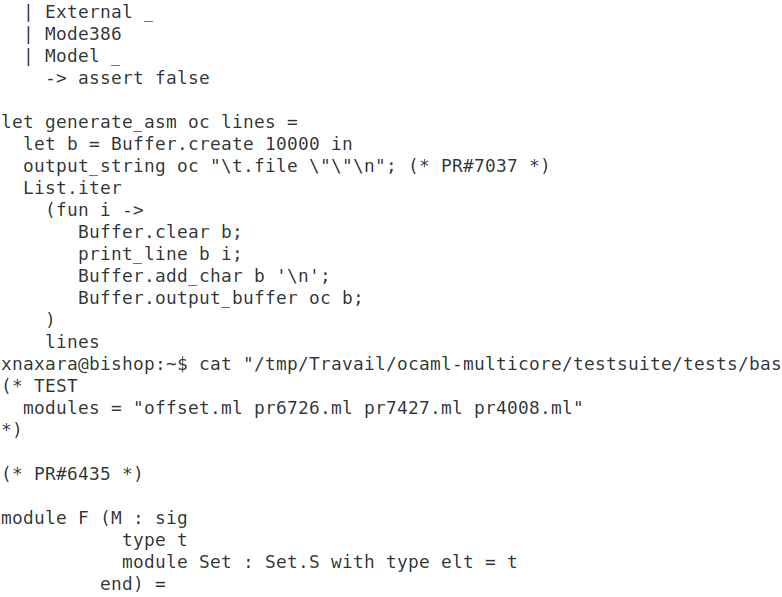 | External _
  | Mode386
  | Model _
    -> assert false

let generate_asm oc lines =
  let b = Buffer.create 10000 in
  output_string oc "\t.file \"\"\n"; (* PR#7037 *)
  List.iter
    (fun i ->
       Buffer.clear b;
       print_line b i;
       Buffer.add_char b '\n';
       Buffer.output_buffer oc b;
    )
    lines
xnaxara@bishop:~$ cat "/tmp/Travail/ocaml-multicore/testsuite/tests/bas
(* TEST
  modules = "offset.ml pr6726.ml pr7427.ml pr4008.ml"
*)

(* PR#6435 *)

module F (M : sig
           type t
           module Set : Set.S with type elt = t
         end) =